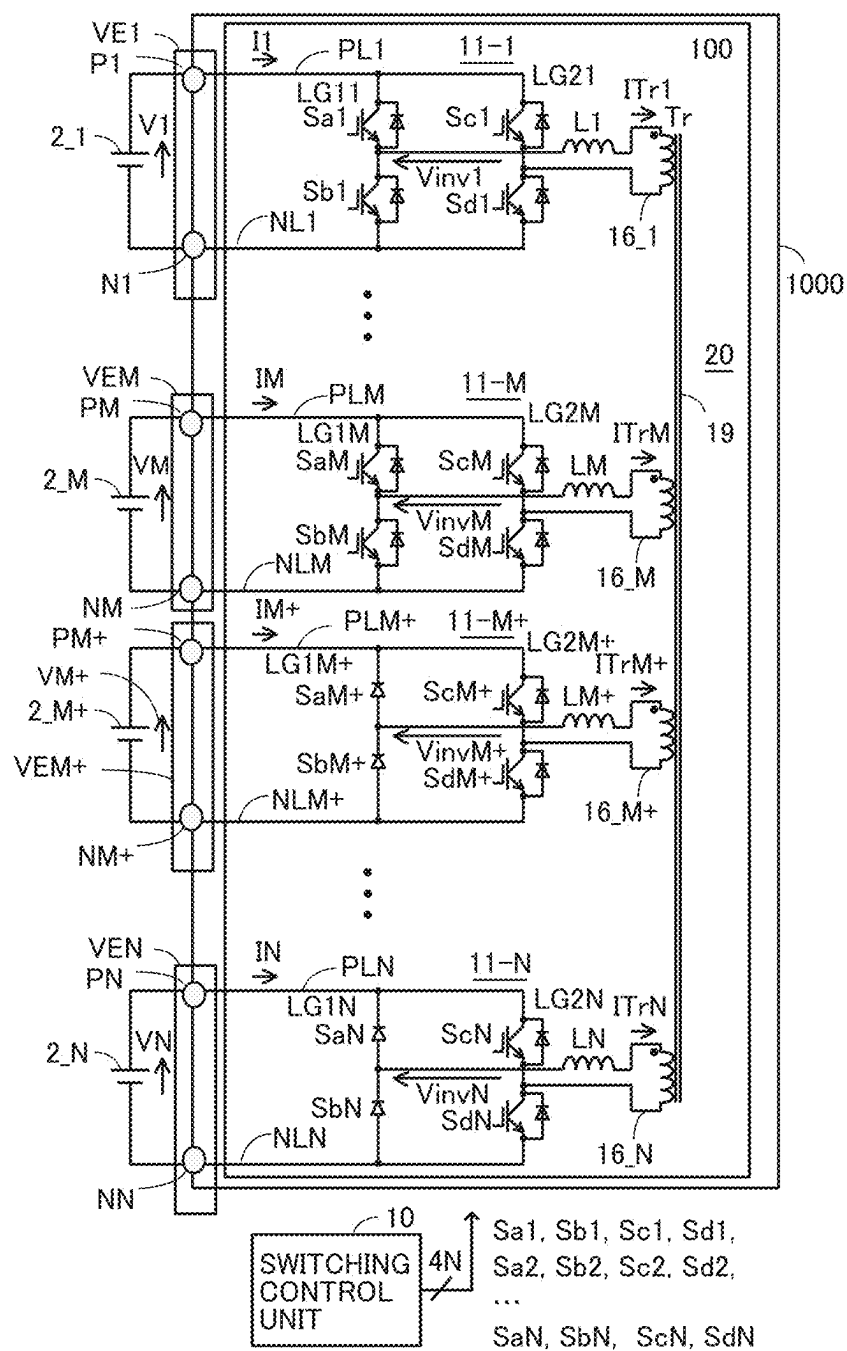 VE1
P1
I1
PL1
11-1
100
LG11
LG21
ITr1
Tr
Sa1
Sc1
L1
V1
2_1
Vinv1
Sb1
Sd1
NL1
16_1
N1
1000
VEM
PM
IM
PLM
11-M
20
LG1M
LG2M
ITrM
19
SaM
ScM
LM
VM
2_M
VinvM
SbM
SdM
NLM
16_M
NM
IM+
PM+
PLM+
11-M+
LG1M+
LG2M+
ITrM+
VM+
SaM+
ScM+
LM+
2_M+
VinvM+
VEM+
SbM+
SdM+
NLM+
16_M+
NM+
VEN
PN
IN
PLN
11-N
LG1N
LG2N
ITrN
SaN
ScN
LN
VN
2_N
VinvN
SbN
SdN
NLN
16_N
NN
10
SWITCHING
CONTROL
UNIT
4N
Sa1, Sb1, Sc1, Sd1,
Sa2, Sb2, Sc2, Sd2,
...
SaN, SbN, ScN, SdN